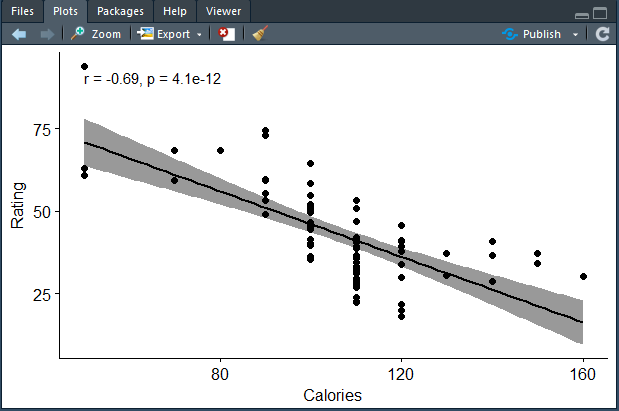 Files Plots Packages Help Viewer
Zoom Export Publish
r = -0.69, p = 4.1e-12
75
50
25
Rating
80 120 160
Calories